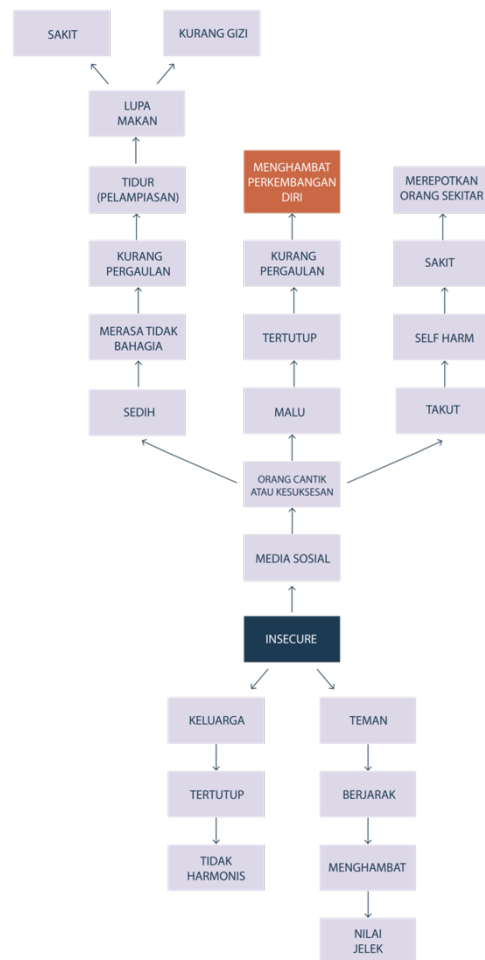 SAKIT
KURANG GIZI
LUPA
MAKAN
TIDUR
(PELAMPIASAN)
MENGHAMBAT
PERKEMBANGAN
DIRI
MEREPOTKAN
ORANG SEKITAR
KURANG
PERGAULAN
KURANG
PERGAULAN
SAKIT
MERASA TIDAK
BAHAGIA
TERTUTUP
SELF HARM
SEDIH
MALU
TAKUT
ORANG CANTIK
ATAU KESUKSESAN
MEDIA SOSIAL
INSECURE
KELUARGA
TEMAN
TERTUTUP
BERJARAK
TIDAK
HARMONIS
MENGHAMBAT
NILAI
JELEK